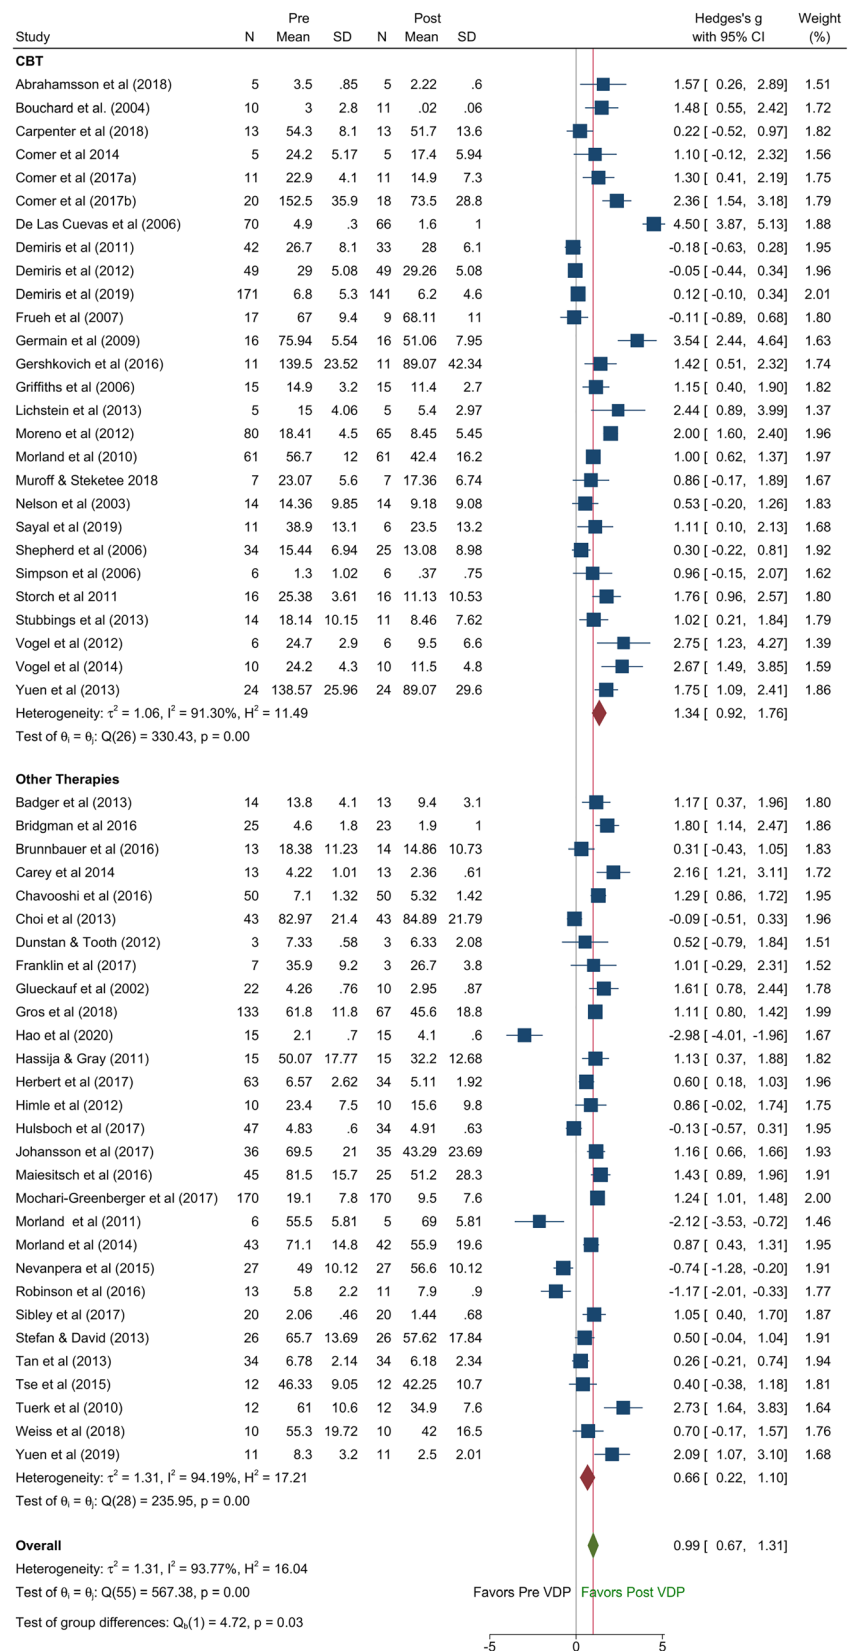 Pre Post Hedges's g Weight
Study N Mean SD N Mean SD with 95% CI (%)
CBT
Abrahamsson et al (2018) 5 3.5 .85 5 2.22 .6 1.57 [ 0.26, 2.89] 1.51
Bouchard et al. (2004) 10 3 2.8 11 .02 .06 1.48 [ 0.55, 2.42] 1.72
Carpenter et al (2018) 13 54.3 8.1 13 51.7 13.6 0.22 [ -0.52, 0.97] 1.82
Comer et al 2014 5 24.2 5.17 5 17.4 5.94 1.10 [ -0.12, 2.32] 1.56
Comer et al (2017a) 11 22.9 4.1 11 14.9 7.3 1.30 [ 0.41, 2.19] 1.75
Comer et al (2017b) 20 152.5 35.9 18 73.5 28.8 2.36 [ 1.54, 3.18] 1.79
De Las Cuevas et al (2006) 70 4.9 .3 66 1.6 1 4.50 [ 3.87, 5.13] 1.88
Demiris et al (2011) 42 26.7 8.1 33 28 6.1 -0.18 [ -0.63, 0.28] 1.95
Demiris et al (2012) 49 29 5.08 49 29.26 5.08 -0.05 [ -0.44, 0.34] 1.96
Demiris et al (2019) 171 6.8 5.3 141 6.2 4.6 0.12 [ -0.10, 0.34] 2.01
Frueh et al (2007) 17 67 9.4 9 68.11 11 -0.11 [ -0.89, 0.68] 1.80
Germain et al (2009) 16 75.94 5.54 16 51.06 7.95 3.54 [ 2.44, 4.64] 1.63
Gershkovich et al (2016) 11 139.5 23.52 11 89.07 42.34 1.42 [ 0.51, 2.32] 1.74
Griffiths et al (2006) 15 14.9 3.2 15 11.4 2.7 1.15 [ 0.40, 1.90] 1.82
Lichstein et al (2013) 5 15 4.06 5 5.4 2.97 2.44 [ 0.89, 3.99] 1.37
Moreno et al (2012) 80 18.41 4.5 65 8.45 5.45 2.00 [ 1.60, 2.40] 1.96
Morland et al (2010) 61 56.7 12 61 42.4 16.2 1.00 [ 0.62, 1.37] 1.97
Muroff & Steketee 2018 7 23.07 5.6 7 17.36 6.74 0.86 [ -0.17, 1.89] 1.67
Nelson et al (2003) 14 14.36 9.85 14 9.18 9.08 0.53 [ -0.20, 1.26] 1.83
Sayal et al (2019) 11 38.9 13.1 6 23.5 13.2 1.11 [ 0.10, 2.13] 1.68
Shepherd et al (2006) 34 15.44 6.94 25 13.08 8.98 0.30 [ -0.22, 0.81] 1.92
Simpson et al (2006) 6 1.3 1.02 6 .37 .75 0.96 [ -0.15, 2.07] 1.62
Storch et al 2011 16 25.38 3.61 16 11.13 10.53 1.76 [ 0.96, 2.57] 1.80
Stubbings et al (2013) 14 18.14 10.15 11 8.46 7.62 1.02 [ 0.21, 1.84] 1.79
Vogel et al (2012) 6 24.7 2.9 6 9.5 6.6 2.75 [ 1.23, 4.27] 1.39
Vogel et al (2014) 10 24.2 4.3 10 11.5 4.8 2.67 [ 1.49, 3.85] 1.59
Yuen et al (2013) 24 138.57 25.96 24 89.07 29.6 1.75 [ 1.09, 2.41] 1.86
Heterogeneity: τ² = 1.06, I² = 91.30%, H² = 11.49 1.34 [ 0.92, 1.76]
Test of θᵢ = θⱼ: Q(26) = 330.43, p = 0.00
Other Therapies
Badger et al (2013) 14 13.8 4.1 13 9.4 3.1 1.17 [ 0.37, 1.96] 1.80
Bridgman et al 2016 25 4.6 1.8 23 1.9 1 1.80 [ 1.14, 2.47] 1.86
Brunnbauer et al (2016) 13 18.38 11.23 14 14.86 10.73 0.31 [ -0.43, 1.05] 1.83
Carey et al 2014 13 4.22 1.01 13 2.36 .61 2.16 [ 1.21, 3.11] 1.72
Chavooshi et al (2016) 50 7.1 1.32 50 5.32 1.42 1.29 [ 0.86, 1.72] 1.95
Choi et al (2013) 43 82.97 21.4 43 84.89 21.79 -0.09 [ -0.51, 0.33] 1.96
Dunstan & Tooth (2012) 3 7.33 .58 3 6.33 2.08 0.52 [ -0.79, 1.84] 1.51
Franklin et al (2017) 7 35.9 9.2 3 26.7 3.8 1.01 [ -0.29, 2.31] 1.52
Glueckauf et al (2002) 22 4.26 .76 10 2.95 .87 1.61 [ 0.78, 2.44] 1.78
Gros et al (2018) 133 61.8 11.8 67 45.6 18.8 1.11 [ 0.80, 1.42] 1.99
Hao et al (2020) 15 2.1 .7 15 4.1 .6 -2.98 [ -4.01, -1.96] 1.67
Hassija & Gray (2011) 15 50.07 17.77 15 32.2 12.68 1.13 [ 0.37, 1.88] 1.82
Herbert et al (2017) 63 6.57 2.62 34 5.11 1.92 0.60 [ 0.18, 1.03] 1.96
Himle et al (2012) 10 23.4 7.5 10 15.6 9.8 0.86 [ -0.02, 1.74] 1.75
Hulsboch et al (2017) 47 4.83 .6 34 4.91 .63 -0.13 [ -0.57, 0.31] 1.95
Johansson et al (2017) 36 69.5 21 35 43.29 23.69 1.16 [ 0.66, 1.66] 1.93
Maiesitsch et al (2016) 45 81.5 15.7 25 51.2 28.3 1.43 [ 0.89, 1.96] 1.91
Mochari-Greenberger et al (2017) 170 19.1 7.8 170 9.5 7.6 1.24 [ 1.01, 1.48] 2.00
Morland et al (2011) 6 55.5 5.81 5 69 5.81 -2.12 [ -3.53, -0.72] 1.46
Morland et al (2014) 43 71.1 14.8 42 55.9 19.6 0.87 [ 0.43, 1.31] 1.95
Nevanpera et al (2015) 27 49 10.12 27 56.6 10.12 -0.74 [ -1.28, -0.20] 1.91
Robinson et al (2016) 13 5.8 2.2 11 7.9 .9 -1.17 [ -2.01, -0.33] 1.77
Sibley et al (2017) 20 2.06 .46 20 1.44 .68 1.05 [ 0.40, 1.70] 1.87
Stefan & David (2013) 26 65.7 13.69 26 57.62 17.84 0.50 [ -0.04, 1.04] 1.91
Tan et al (2013) 34 6.78 2.14 34 6.18 2.34 0.26 [ -0.21, 0.74] 1.94
Tse et al (2015) 12 46.33 9.05 12 42.25 10.7 0.40 [ -0.38, 1.18] 1.81
Tuerk et al (2010) 12 61 10.6 12 34.9 7.6 2.73 [ 1.64, 3.83] 1.64
Weiss et al (2018) 10 55.3 19.72 10 42 16.5 0.70 [ -0.17, 1.57] 1.76
Yuen et al (2019) 11 8.3 3.2 11 2.5 2.01 2.09 [ 1.07, 3.10] 1.68
Heterogeneity: τ² = 1.31, I² = 94.19%, H² = 17.21 0.66 [ 0.22, 1.10]
Test of θᵢ = θⱼ: Q(28) = 235.95, p = 0.00
Overall 0.99 [ 0.67, 1.31]
Heterogeneity: τ² = 1.31, I² = 93.77%, H² = 16.04
Test of θᵢ = θⱼ: Q(55) = 567.38, p = 0.00 Favors Pre VDP Favors Post VDP
Test of group differences: Q_b(1) = 4.72, p = 0.03
-5 0 5